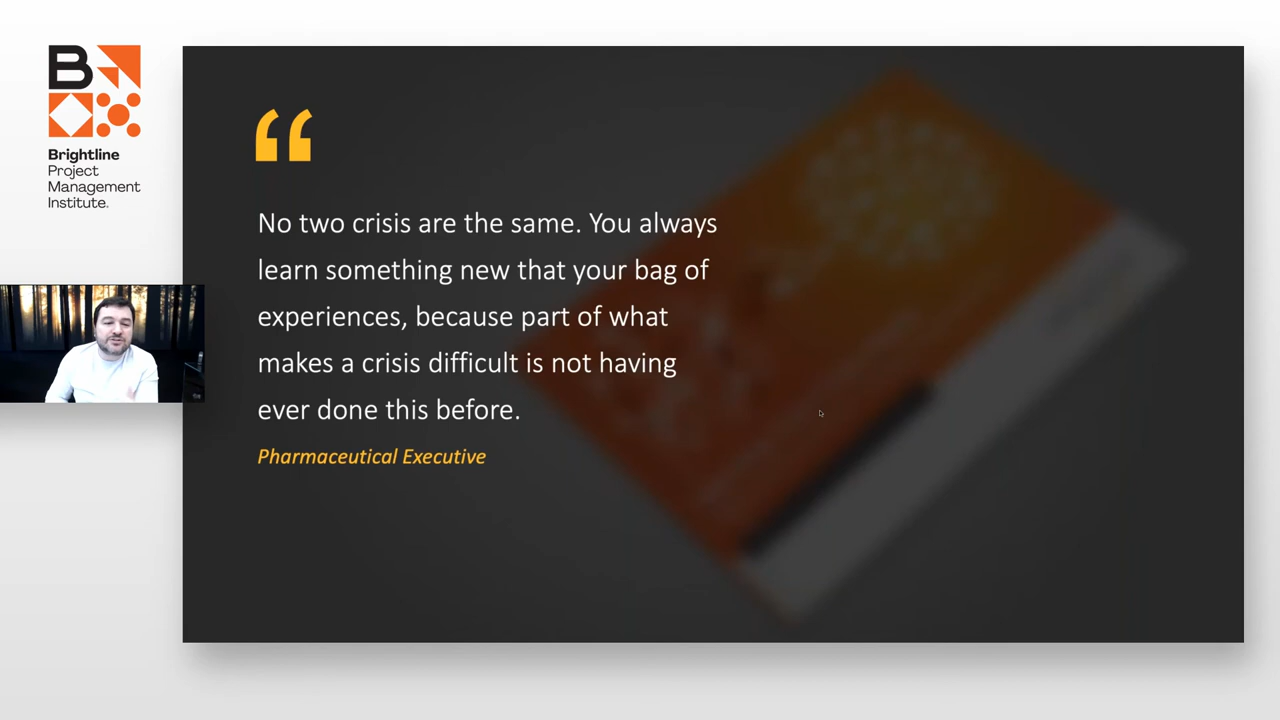 B
Brightline
Project
Management
Institute.
“
No two crisis are the same. You always
learn something new that your bag of
experiences, because part of what
makes a crisis difficult is not having
ever done this before.
Pharmaceutical Executive